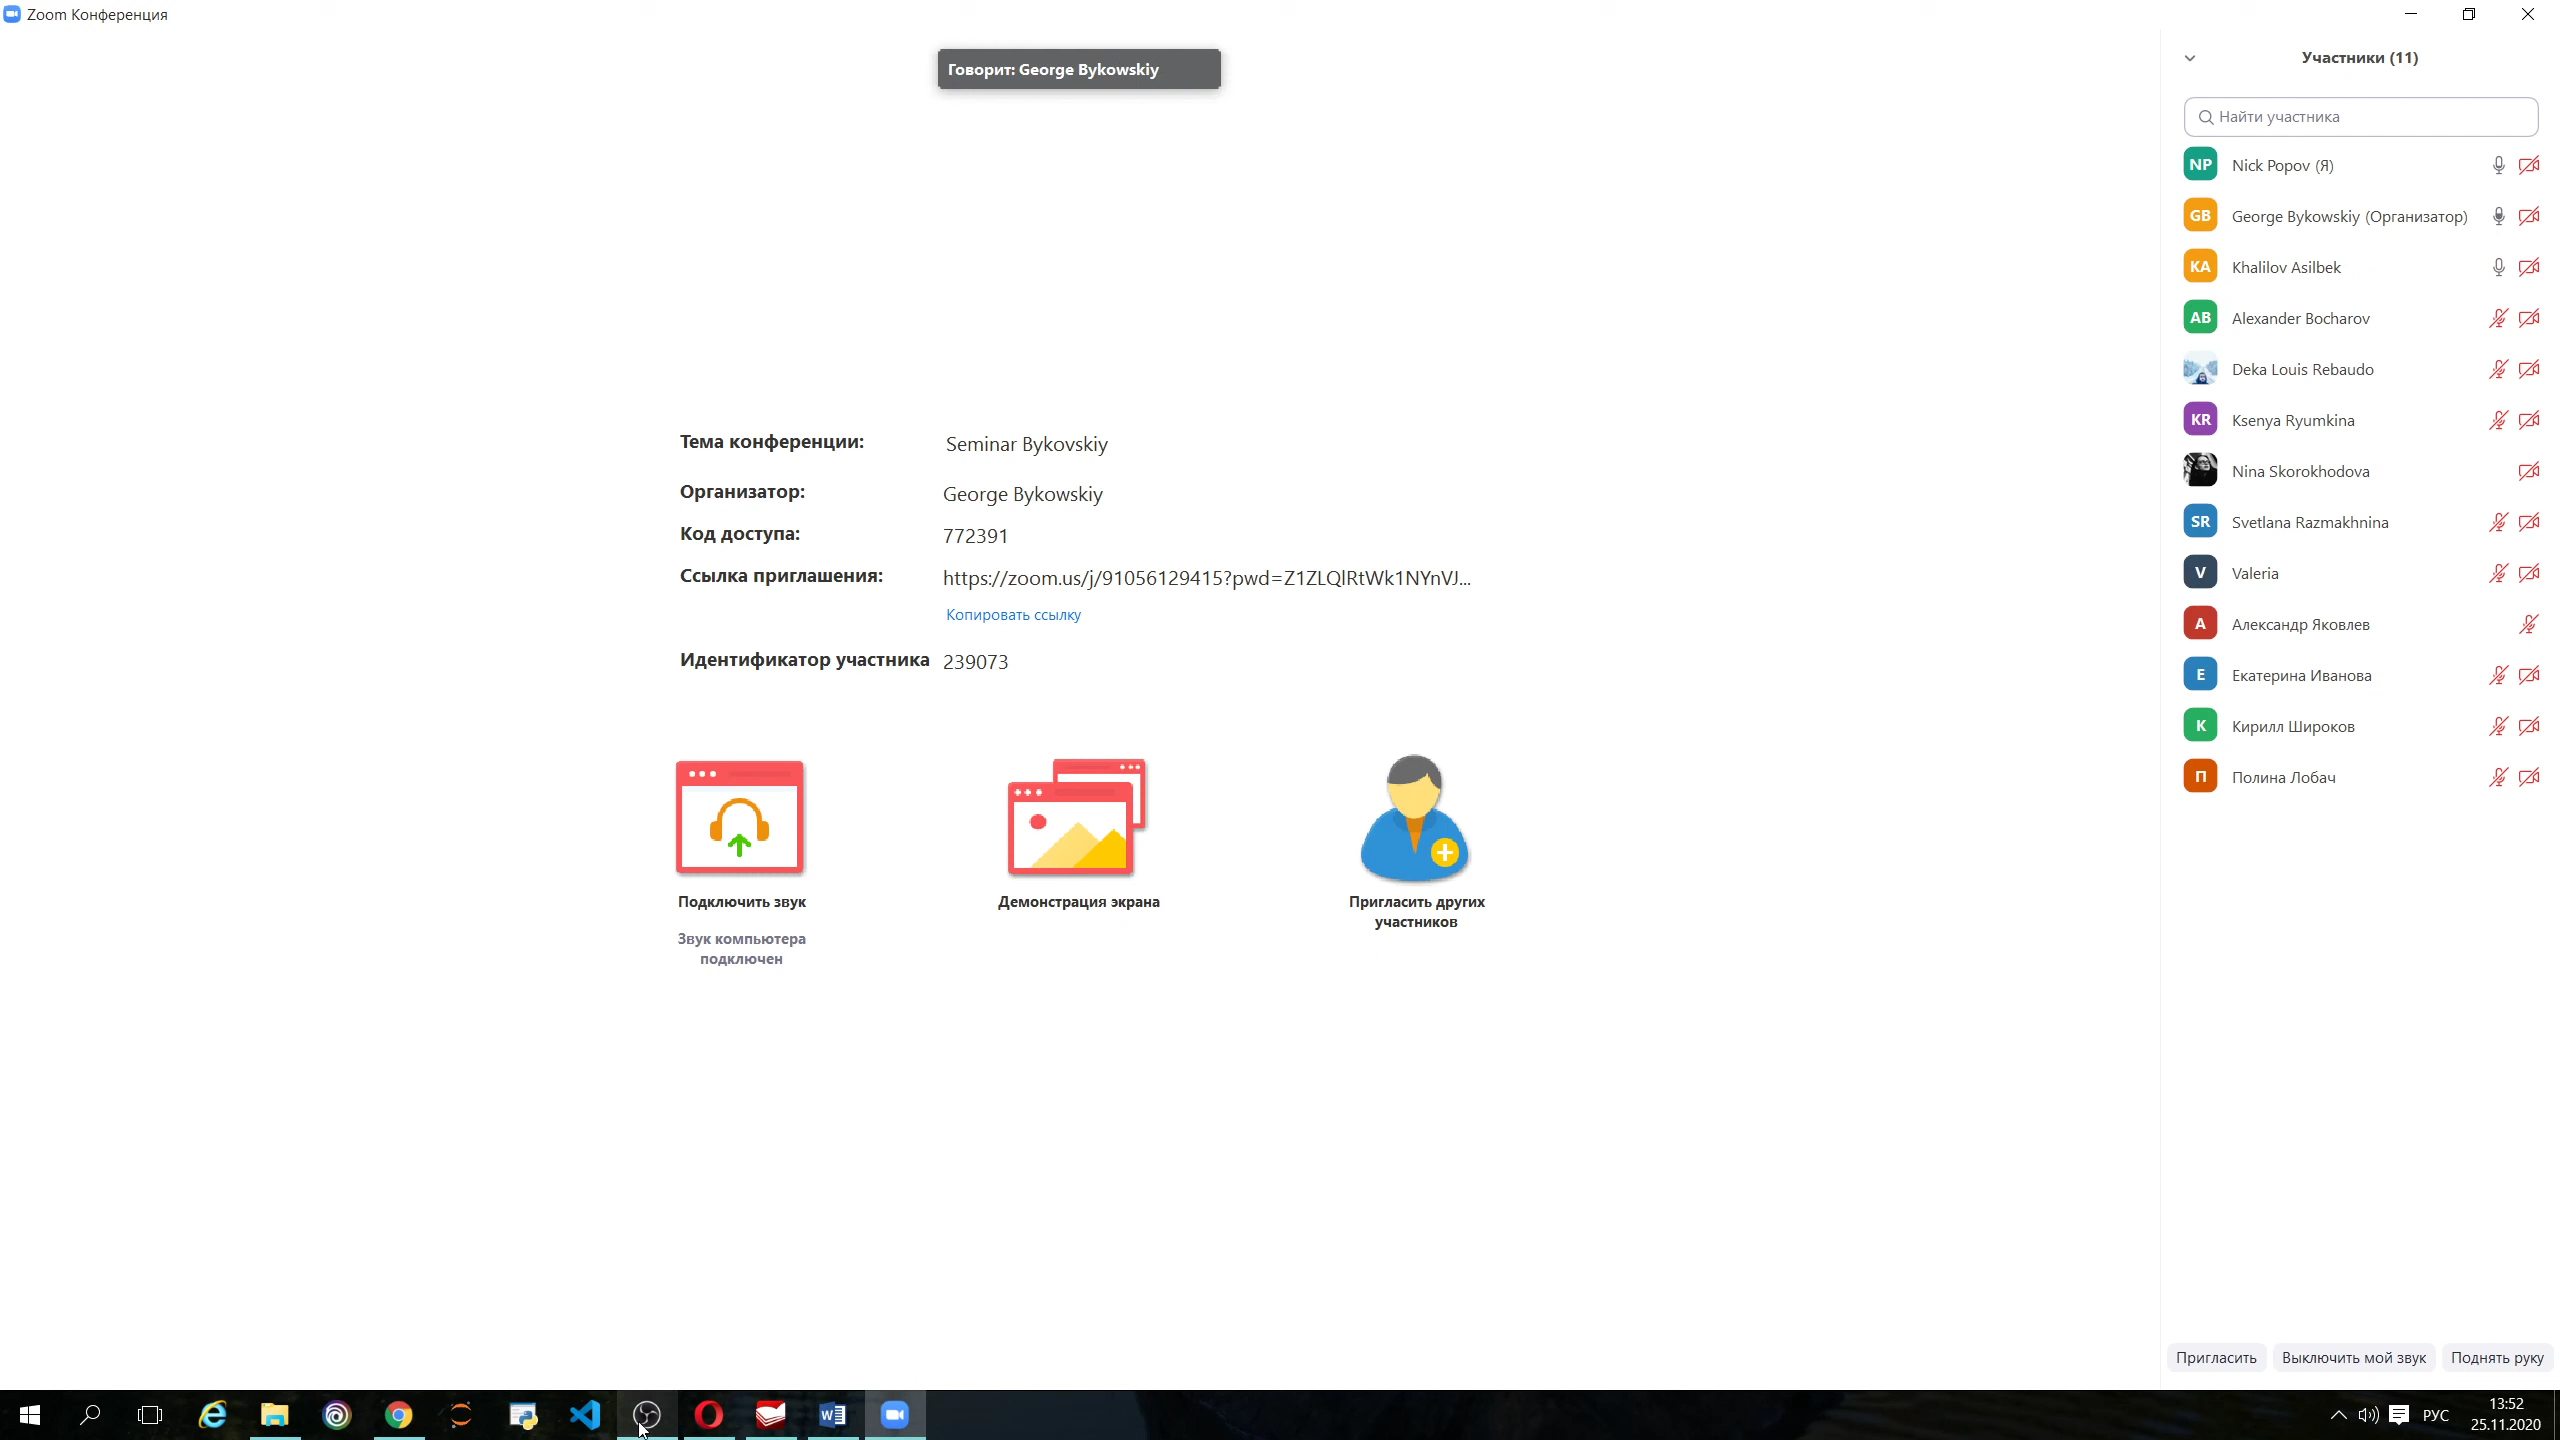 Zoom Конференция
Говорит: George Bykowskiy
Тема конференции: Seminar Bykovskiy
Организатор: George Bykowskiy
Код доступа: 772391
Ссылка приглашения: https://zoom.us/j/91056129415?pwd=Z1ZLQlRtWk1NYnVJ...
Копировать ссылку
Идентификатор участника 239073
Подключить звук
Звук компьютера
подключен
Демонстрация экрана
Пригласить других
участников
Участники (11)
Найти участника
NP Nick Popov (Я)
GB George Bykowskiy (Организатор)
KA Khalilov Asilbek
AB Alexander Bocharov
Deka Louis Rebaudo
KR Ksenya Ryumkina
Nina Skorokhodova
SR Svetlana Razmakhnina
V Valeria
А Александр Яковлев
Е Екатерина Иванова
К Кирилл Широков
П Полина Лобач
Пригласить Выключить мой звук Поднять руку
РУС
13:52
25.11.2020